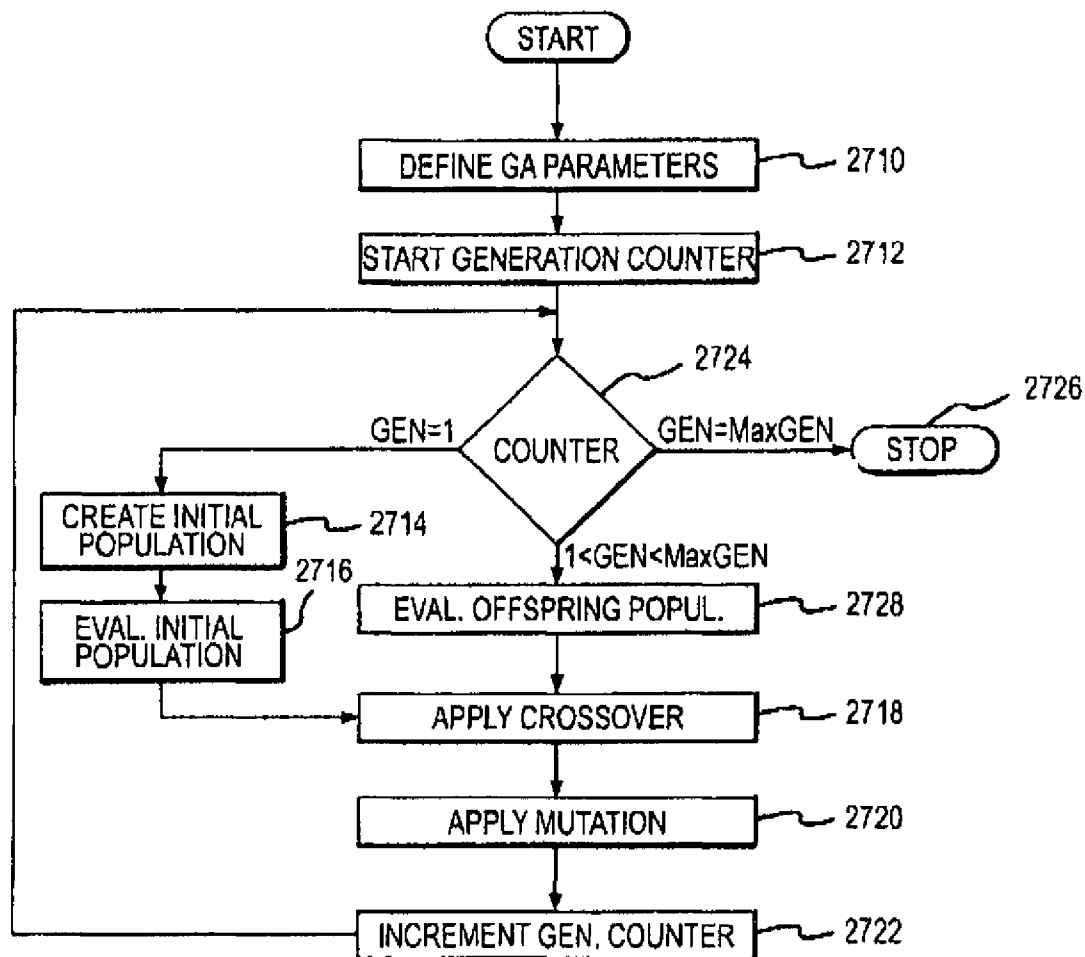 START
DEFINE GA PARAMETERS
2710
START GENERATION COUNTER
2712
2724
2726
GEN=1
COUNTER
GEN=MaxGEN
STOP
CREATE INITIAL
POPULATION
2714
1<GEN<MaxGEN
2716
EVAL. INITIAL
POPULATION
EVAL. OFFSPRING POPUL.
2728
APPLY CROSSOVER
2718
APPLY MUTATION
2720
INCREMENT GEN, COUNTER
2722